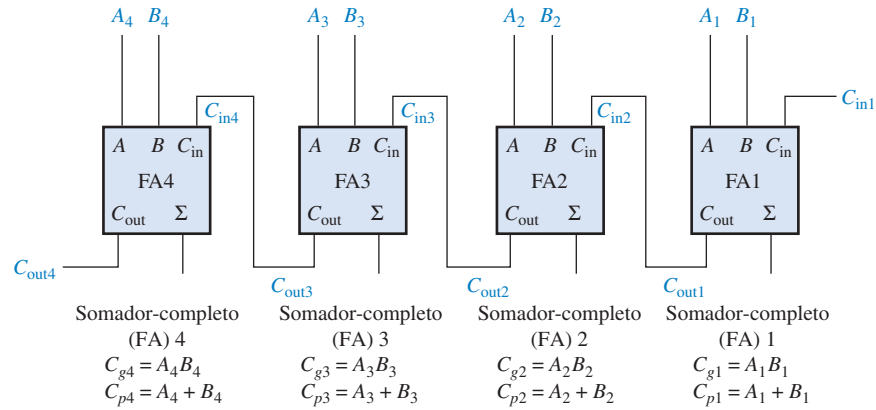 A4 B4 A3 B3 A2 B2 A1 B1
Cin4 Cin3 Cin2 Cin1
A B Cin A B Cin A B Cin A B Cin
FA4 FA3 FA2 FA1
Cout Σ Cout Σ Cout Σ Cout Σ
Cout4 Cout3 Cout2 Cout1
Somador-completo Somador-completo Somador-completo Somador-completo
(FA) 4 (FA) 3 (FA) 2 (FA) 1
Cg4 = A4B4 Cg3 = A3B3 Cg2 = A2B2 Cg1 = A1B1
Cp4 = A4 + B4 Cp3 = A3 + B3 Cp2 = A2 + B2 Cp1 = A1 + B1